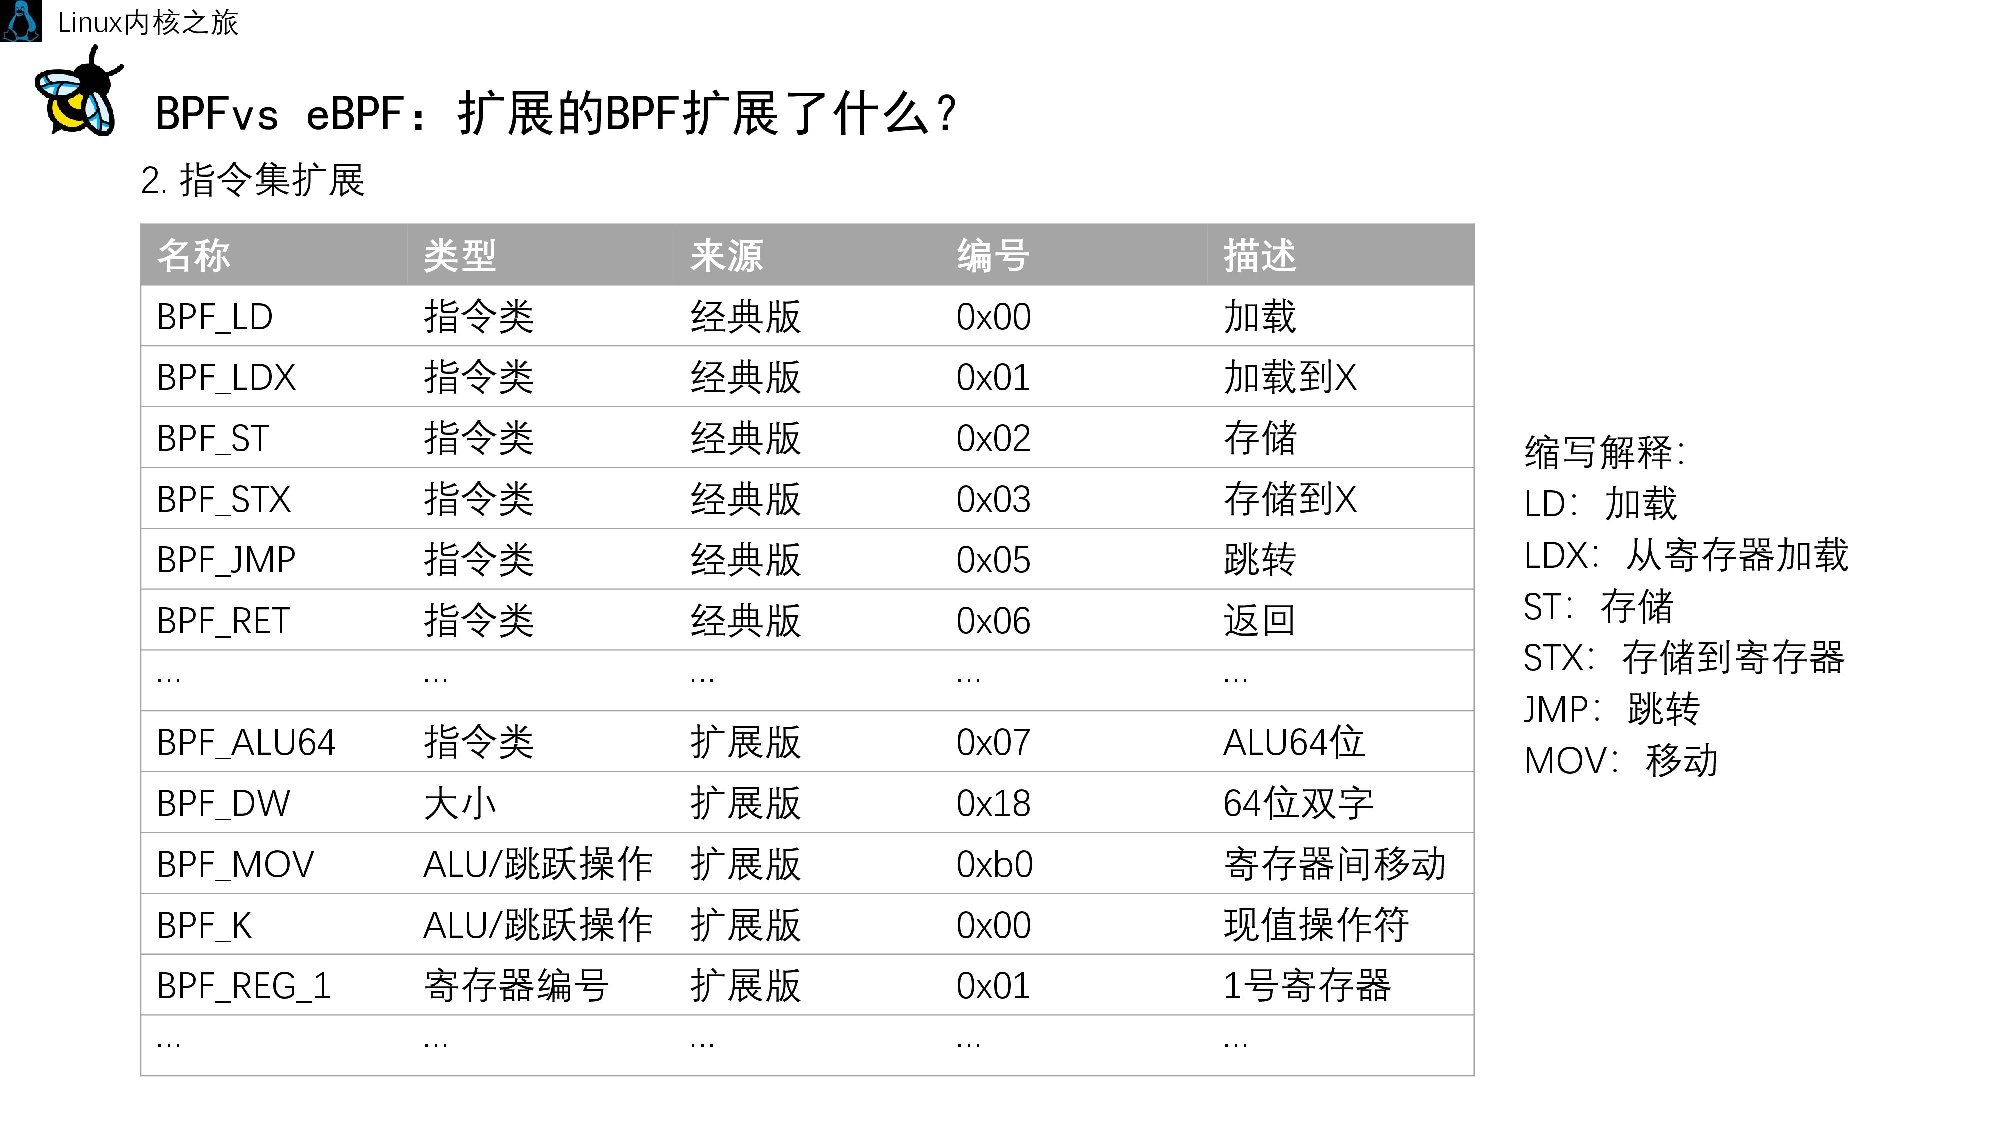 Linux内核之旅
BPFvs eBPF：扩展的BPF扩展了什么？
2. 指令集扩展
名称 类型 来源 编号 描述
BPF_LD 指令类 经典版 0x00 加载
BPF_LDX 指令类 经典版 0x01 加载到X
BPF_ST 指令类 经典版 0x02 存储
BPF_STX 指令类 经典版 0x03 存储到X
BPF_JMP 指令类 经典版 0x05 跳转
BPF_RET 指令类 经典版 0x06 返回
... ... ... ... ...
BPF_ALU64 指令类 扩展版 0x07 ALU64位
BPF_DW 大小 扩展版 0x18 64位双字
BPF_MOV ALU/跳跃操作 扩展版 0xb0 寄存器间移动
BPF_K ALU/跳跃操作 扩展版 0x00 现值操作符
BPF_REG_1 寄存器编号 扩展版 0x01 1号寄存器
... ... ... ... ...
缩写解释：
LD：加载
LDX：从寄存器加载
ST：存储
STX：存储到寄存器
JMP：跳转
MOV：移动